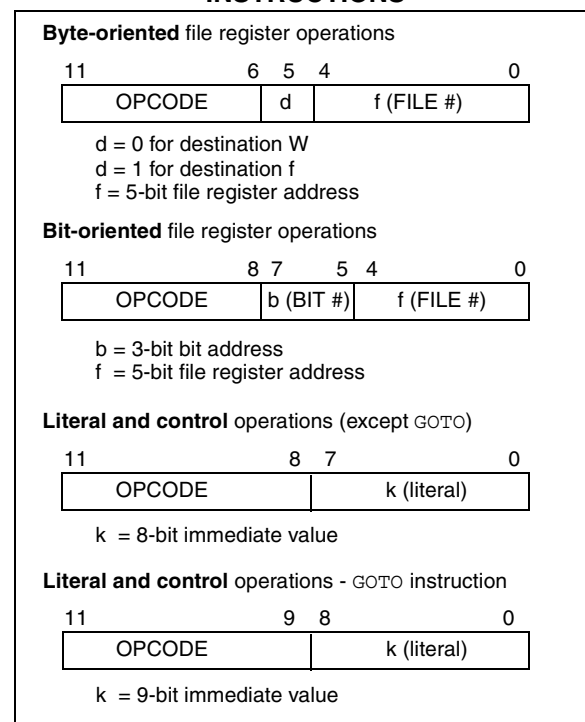 INSTRUCTIONS
Byte-oriented file register operations
11 6 5 4 0
OPCODE d f (FILE #)
d = 0 for destination W
d = 1 for destination f
f = 5-bit file register address
Bit-oriented file register operations
11 8 7 5 4 0
OPCODE b (BIT #) f (FILE #)
b = 3-bit bit address
f = 5-bit file register address
Literal and control operations (except GOTO)
11 8 7 0
OPCODE k (literal)
k = 8-bit immediate value
Literal and control operations - GOTO instruction
11 9 8 0
OPCODE k (literal)
k = 9-bit immediate value